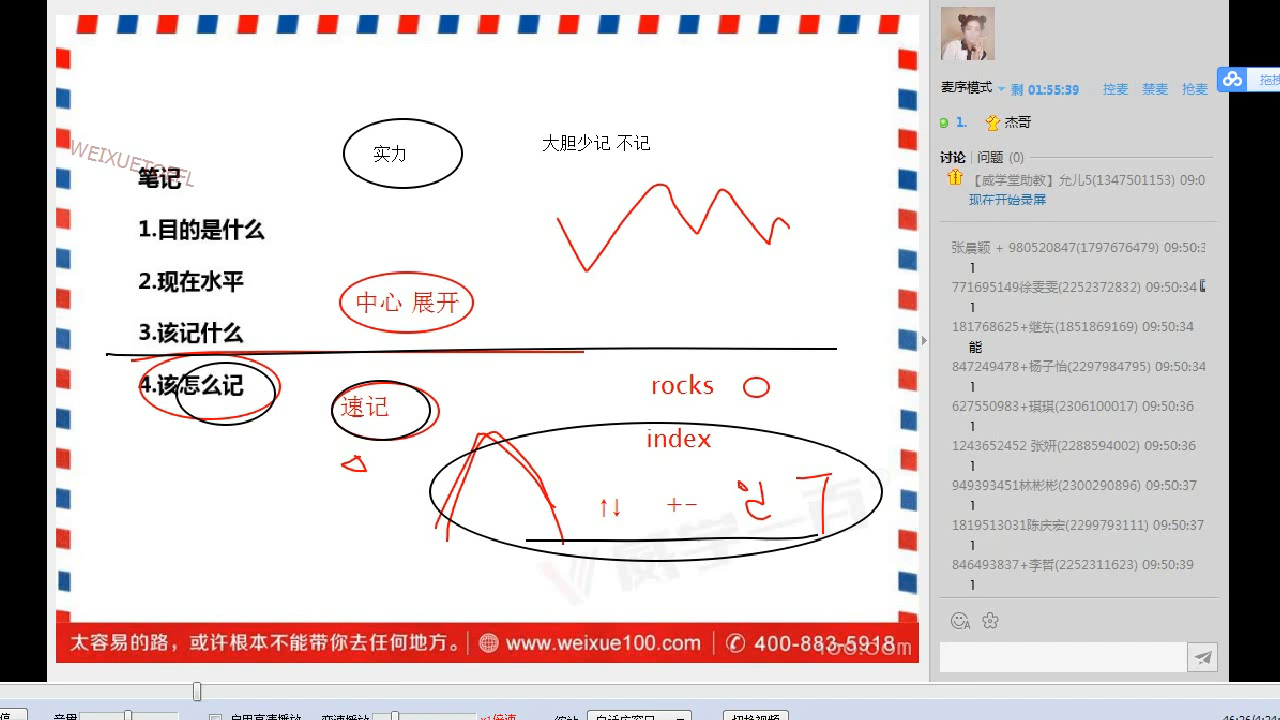 WEIXUETOEFL
笔记
1.目的是什么
2.现在水平
3.该记什么
4.该怎么记
实力
大胆少记 不记
中心 展开
速记
rocks
index
↑↓ +−
威学一百
太容易的路，或许根本不能带你去任何地方。 www.weixue100.com 400-883-5918
麦序模式 剩 01:55:39 控麦 禁麦 抢麦
1. 杰哥
讨论 问题 (0)
【威学堂助教】允儿5(1347501153) 09:0
现在开始录屏
张晨颖 + 980520847(1797676479) 09:50:3
1
771695149徐雯雯(2252372832) 09:50:34
1
181768625+继东(1851869169) 09:50:34
能
847249478+杨子怡(2297984795) 09:50:34
1
627550983+琪琪(2306100017) 09:50:36
1
1243652452 张妍(2288594002) 09:50:36
1
949393451林彬彬(2300290896) 09:50:37
1
1819513031陈庆宏(2299793111) 09:50:37
1
846493837+李哲(2252311623) 09:50:39
1